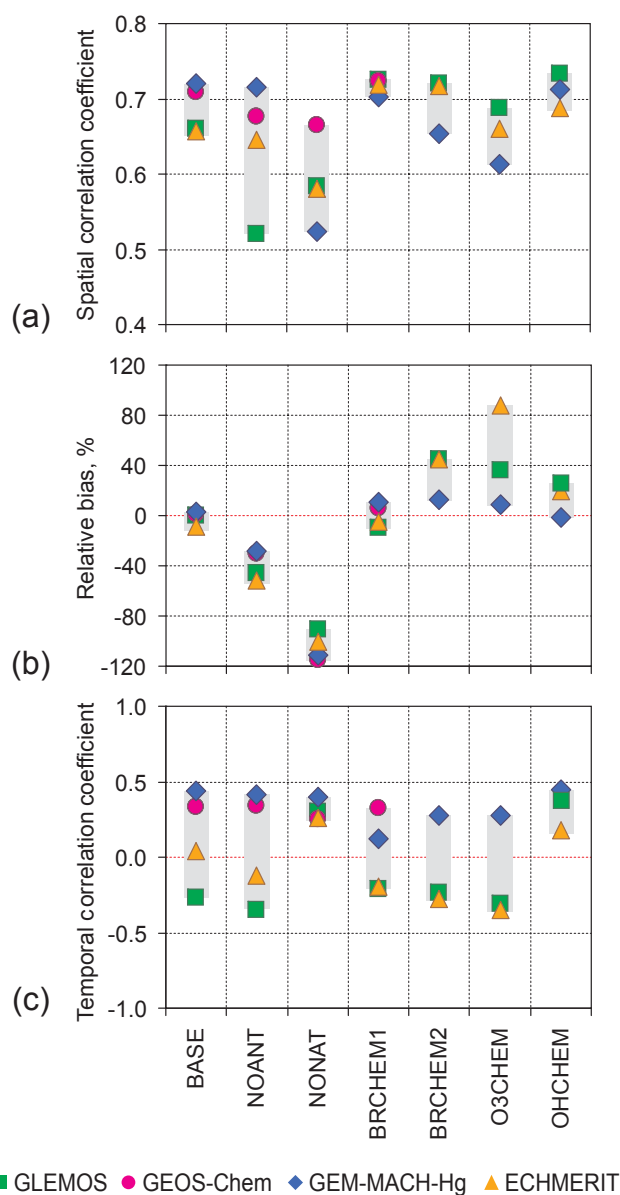 0.8
0.7
0.6
0.5
0.4
Spatial correlation coefficient
(a)
120
80
40
0
-40
-80
-120
Relative bias, %
(b)
1.0
0.5
0.0
-0.5
-1.0
Temporal correlation coefficient
(c)
BASE
NOANT
NONAT
BRCHEM1
BRCHEM2
O3CHEM
OHCHEM
GLEMOS GEOS-Chem GEM-MACH-Hg ECHMERIT